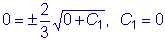 0 = ± 2/3 √(0 + C₁), C₁ = 0